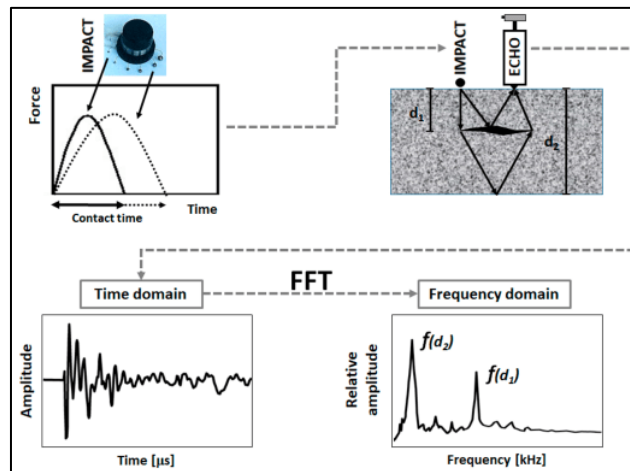 IMPACT
Force
Time
Contact time
IMPACT
ECHO
d1
d2
Time domain
FFT
Frequency domain
Amplitude
Time [µs]
Relative
amplitude
f(d2)
f(d1)
Frequency [kHz]